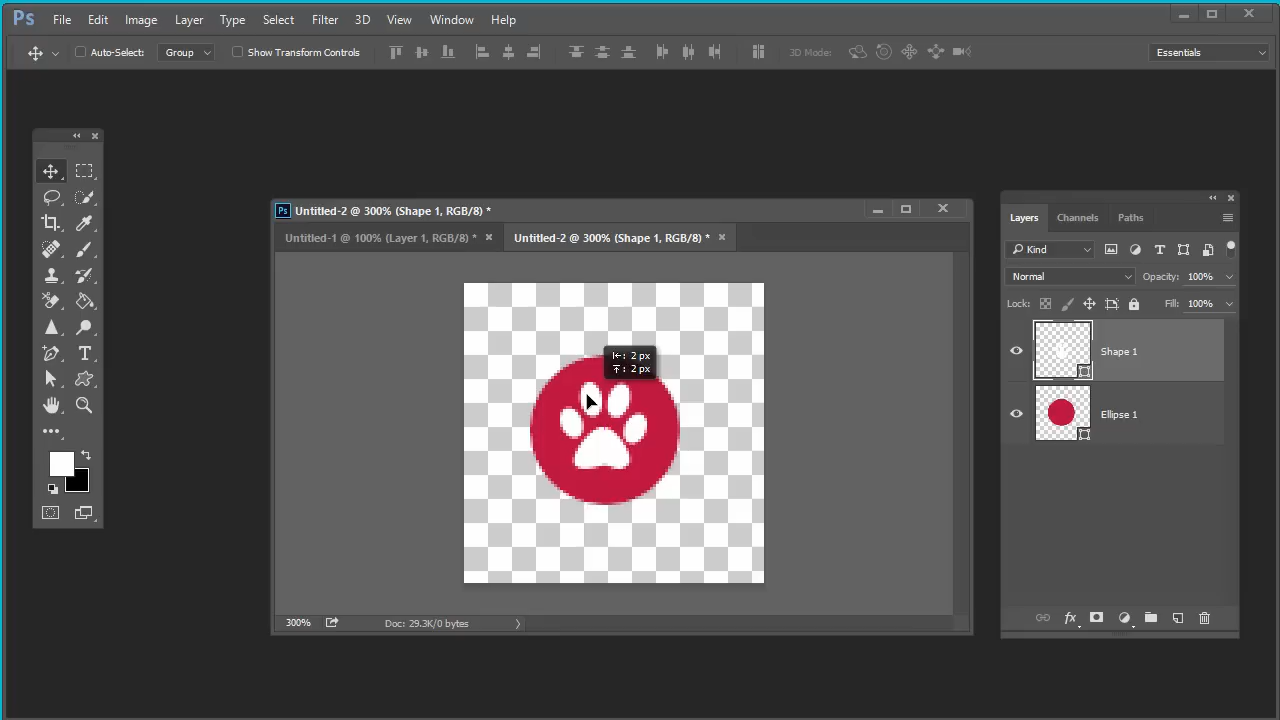 Ps File Edit Image Layer Type Select Filter 3D View Window Help
Auto-Select: Group Show Transform Controls 3D Mode: Essentials
Ps Untitled-2 @ 300% (Shape 1, RGB/8) *
Untitled-1 @ 100% (Layer 1, RGB/8) * Untitled-2 @ 300% (Shape 1, RGB/8) *
2 px
2 px
300% Doc: 29.3K/0 bytes
Layers Channels Paths
Kind
Normal Opacity: 100%
Lock: Fill: 100%
Shape 1
Ellipse 1
fx